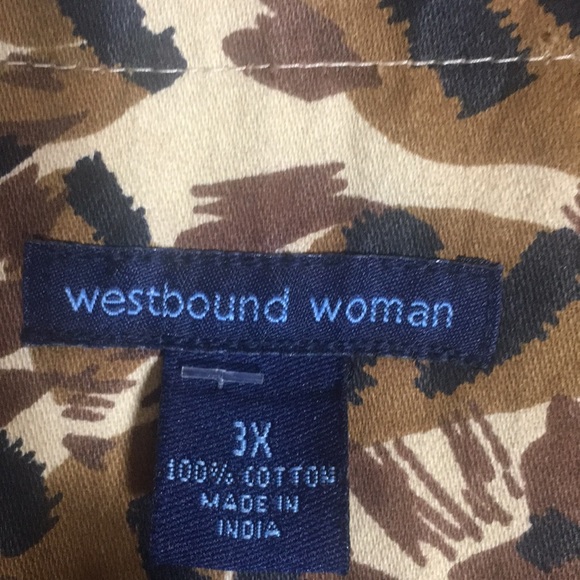 westbound woman
3X
100% COTTON
MADE IN
INDIA